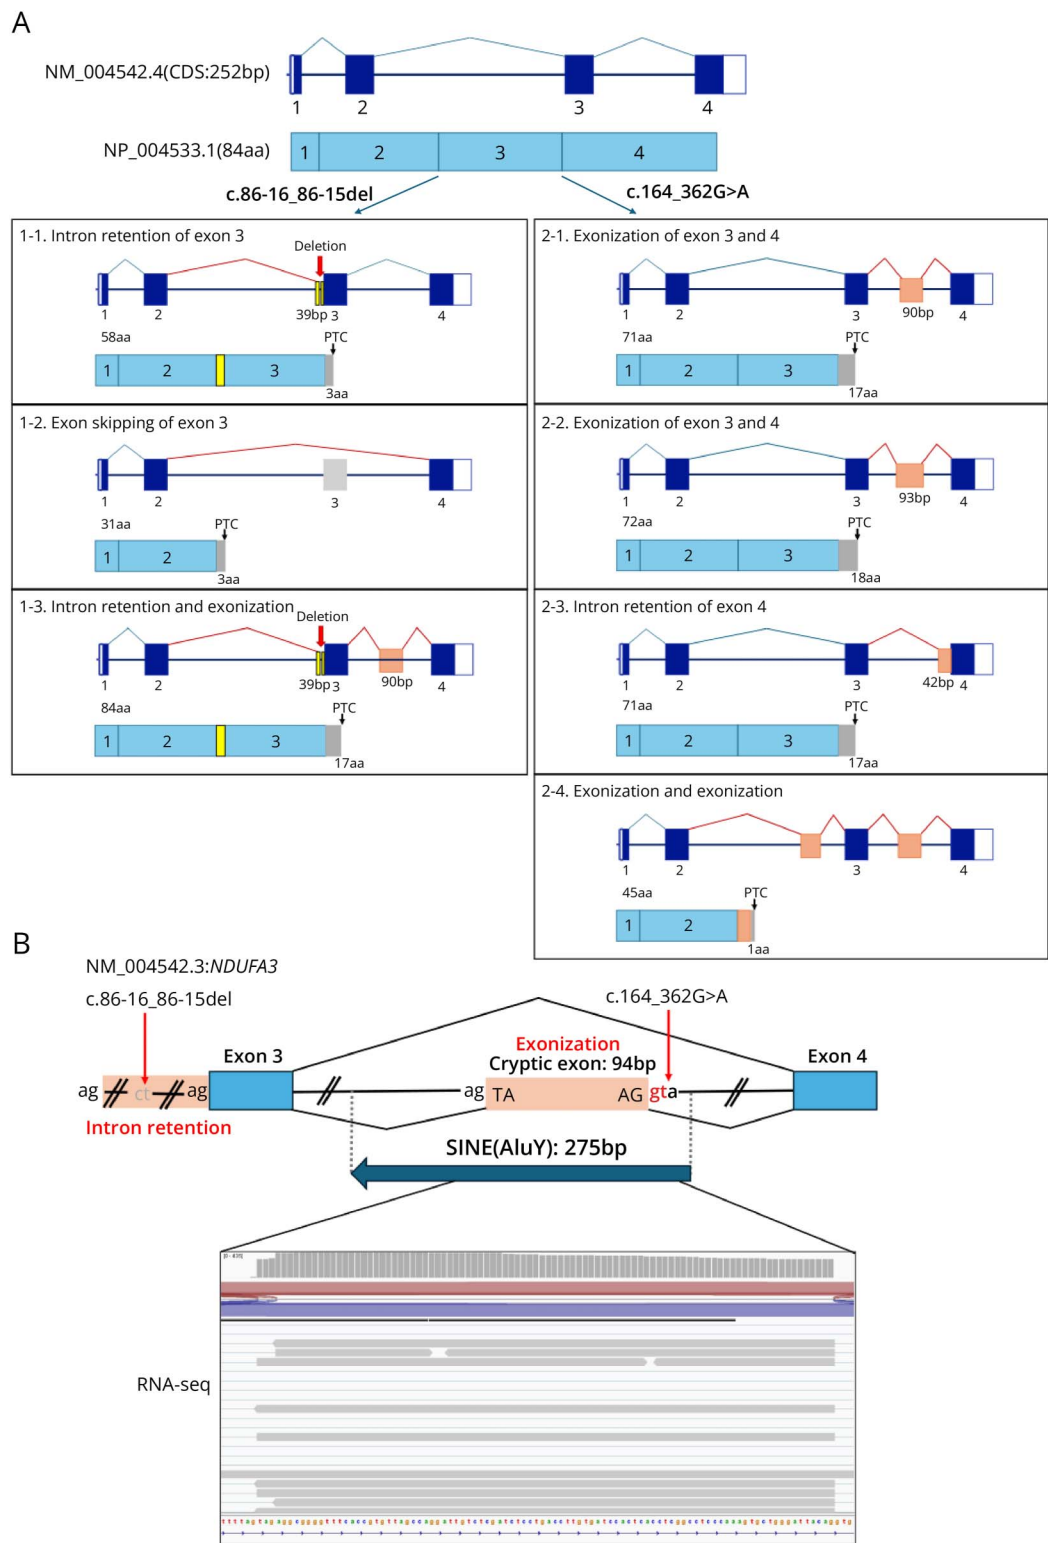 A
NM_004542.4(CDS:252bp)
1 2 3 4
NP_004533.1(84aa)
1 2 3 4
c.86-16_86-15del
c.164_362G>A
1-1. Intron retention of exon 3
Deletion
39bp
1 2 3 4
58aa
PTC
1 2 3
3aa
1-2. Exon skipping of exon 3
1 2 3 4
31aa
PTC
1 2
3aa
1-3. Intron retention and exonization
Deletion
39bp 90bp
1 2 3 4
84aa
PTC
1 2 3
17aa
2-1. Exonization of exon 3 and 4
1 2 3 90bp 4
71aa
PTC
1 2 3
17aa
2-2. Exonization of exon 3 and 4
1 2 3 93bp 4
72aa
PTC
1 2 3
18aa
2-3. Intron retention of exon 4
1 2 3 42bp 4
71aa
PTC
1 2 3
17aa
2-4. Exonization and exonization
1 2 3 4
45aa
PTC
1 2
1aa
B
NM_004542.3:NDUFA3
c.86-16_86-15del
c.164_362G>A
Exon 3
Exonization
Cryptic exon: 94bp
Exon 4
ag ct ag
ag TA AG gta
Intron retention
SINE(AluY): 275bp
RNA-seq